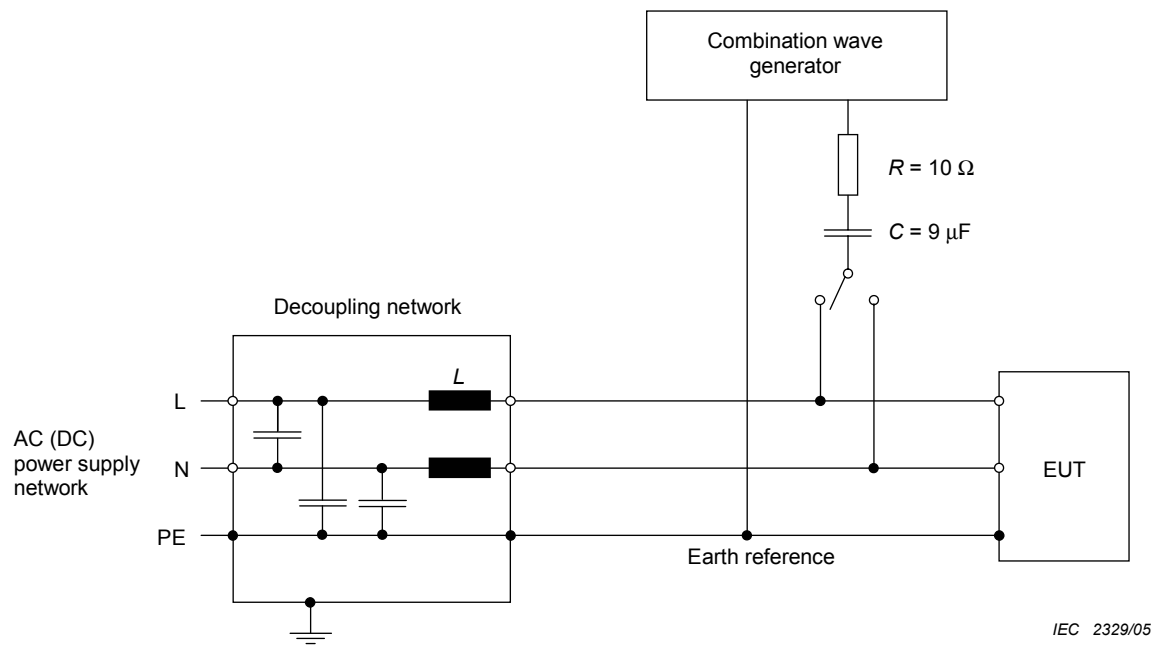 Combination wave
generator
R = 10 Ω
C = 9 μF
Decoupling network
L
L
AC (DC)
power supply
network
N
EUT
PE
Earth reference
IEC 2329/05